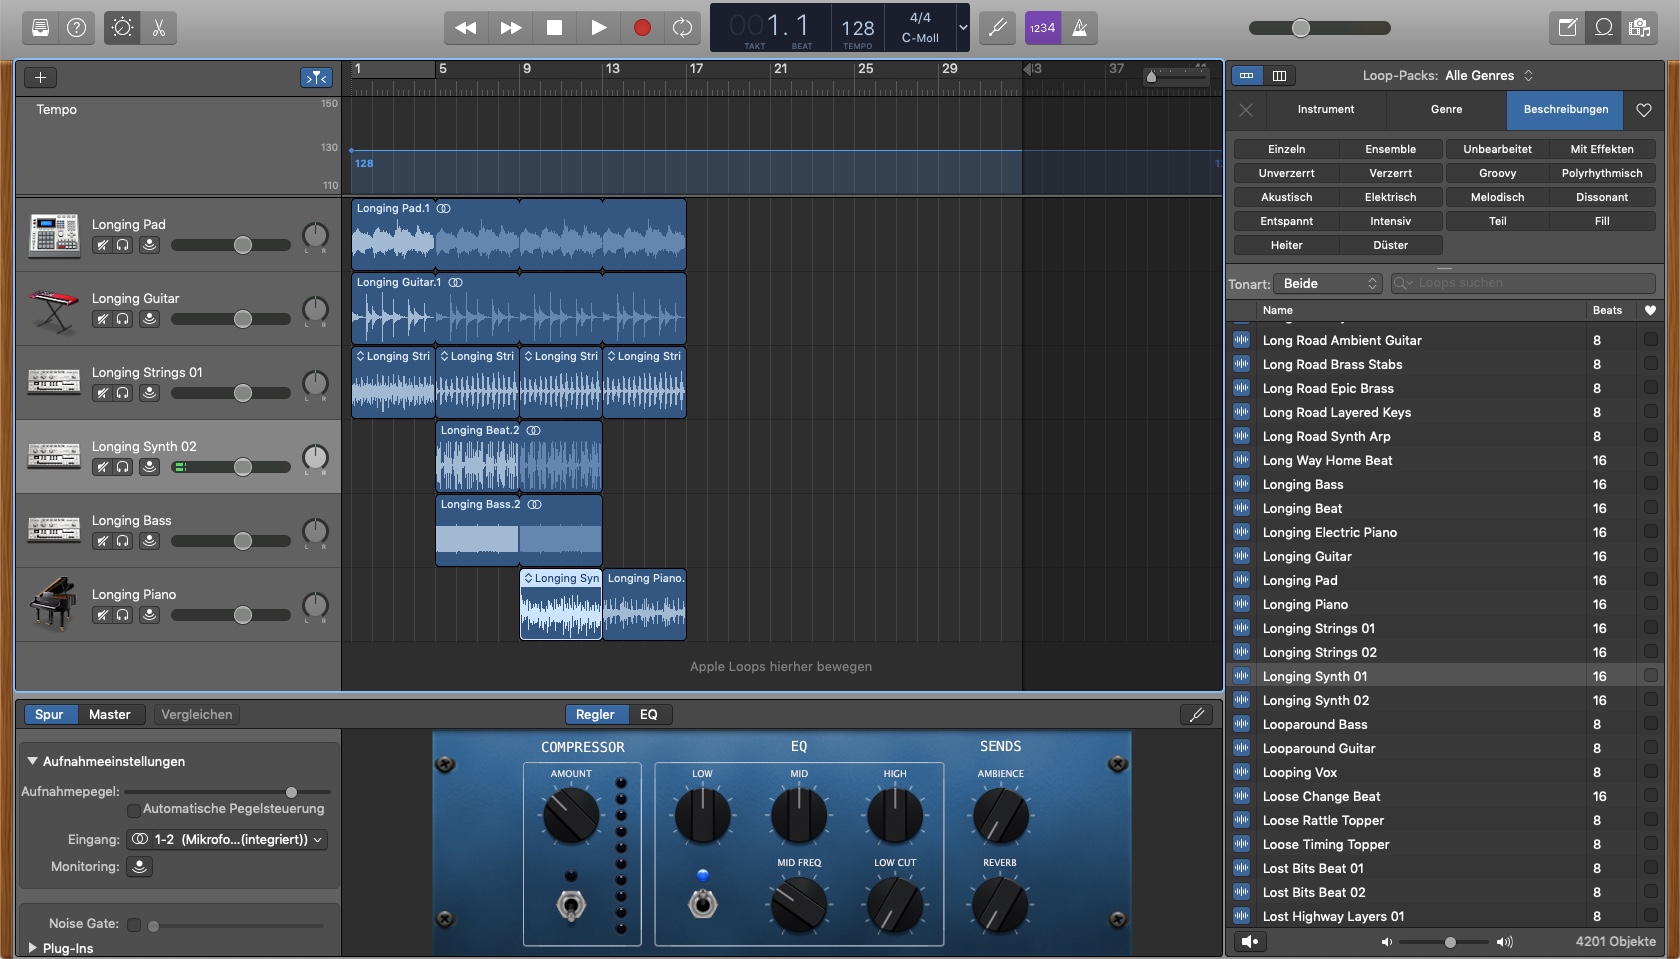 001.1
TAKT BEAT
128
TEMPO
4/4
C-Moll
1234
1 5 9 13 17 21 25 29 33 37 41
Tempo
150
130
110
128
Longing Pad
L R
Longing Guitar
L R
Longing Strings 01
L R
Longing Synth 02
L R
Longing Bass
L R
Longing Piano
L R
Longing Pad.1
Longing Guitar.1
Longing Stri Longing Stri Longing Stri Longing Stri
Longing Beat.2
Longing Bass.2
Longing Syn Longing Piano.
Apple Loops hierher bewegen
Loop-Packs: Alle Genres
Instrument Genre Beschreibungen
Einzeln Ensemble Unbearbeitet Mit Effekten
Unverzerrt Verzerrt Groovy Polyrhythmisch
Akustisch Elektrisch Melodisch Dissonant
Entspannt Intensiv Teil Fill
Heiter Düster
Tonart: Beide Loops suchen
Name Beats
Long Road Ambient Guitar 8
Long Road Brass Stabs 8
Long Road Epic Brass 8
Long Road Layered Keys 8
Long Road Synth Arp 8
Long Way Home Beat 16
Longing Bass 16
Longing Beat 16
Longing Electric Piano 16
Longing Guitar 16
Longing Pad 16
Longing Piano 16
Longing Strings 01 16
Longing Strings 02 16
Longing Synth 01 16
Longing Synth 02 16
Looparound Bass 8
Looparound Guitar 8
Looping Vox 8
Loose Change Beat 16
Loose Rattle Topper 8
Loose Timing Topper 8
Lost Bits Beat 01 8
Lost Bits Beat 02 8
Lost Highway Layers 01 8
4201 Objekte
Spur Master Vergleichen
Regler EQ
Aufnahmeeinstellungen
Aufnahmepegel:
Automatische Pegelsteuerung
Eingang: 1-2 (Mikrofo...(integriert))
Monitoring:
Noise Gate:
Plug-Ins
COMPRESSOR EQ SENDS
AMOUNT LOW MID HIGH AMBIENCE
MID FREQ LOW CUT REVERB